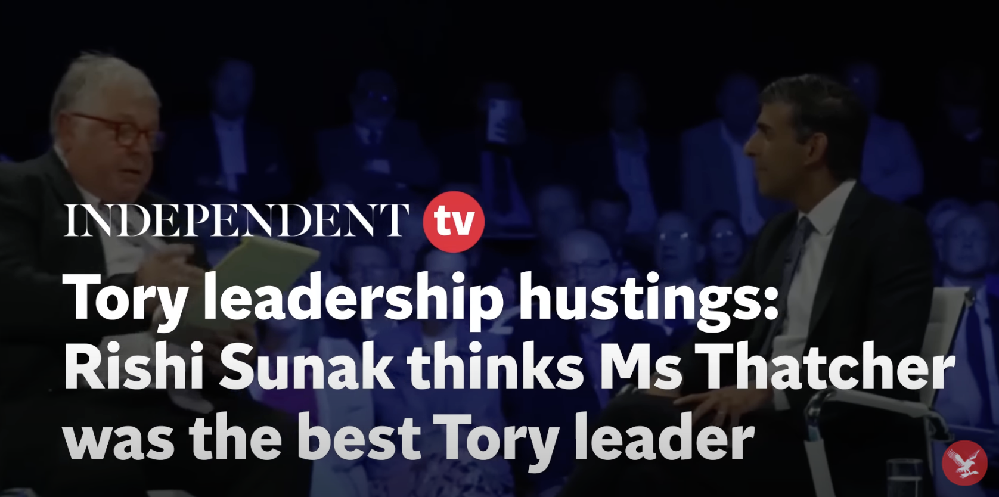 INDEPENDENT tv
Tory leadership hustings:
Rishi Sunak thinks Ms Thatcher
was the best Tory leader